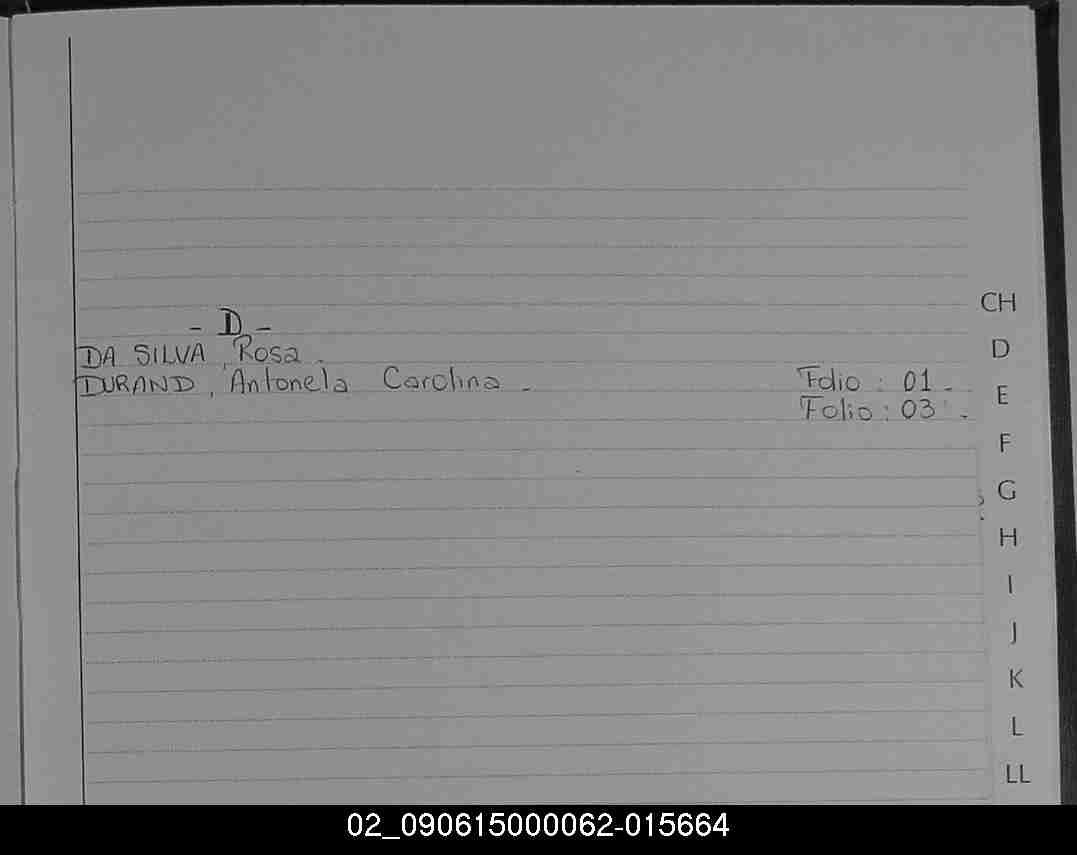 - D -
DA SILVA, Rosa.
DURAND, Antonela Carolina. Folio: 01.
Folio: 03.
CH
D
E
F
G
H
I
J
K
L
LL
02_090615000062-015664